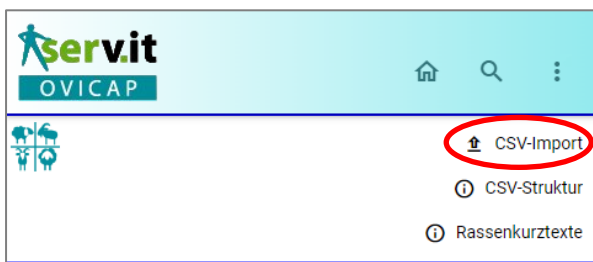 serv.it
OVICAP
CSV-Import
CSV-Struktur
Rassenkurztexte